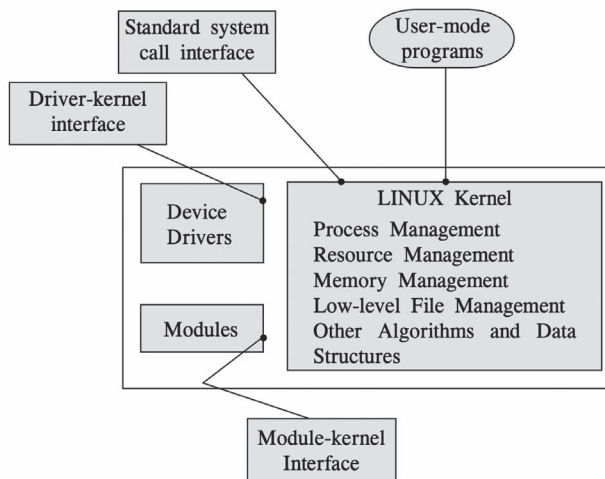 Standard system
call interface
User-mode
programs
Driver-kernel
interface
Device
Drivers
LINUX Kernel
Process Management
Resource Management
Memory Management
Low-level File Management
Other Algorithms and Data
Structures
Modules
Module-kernel
Interface